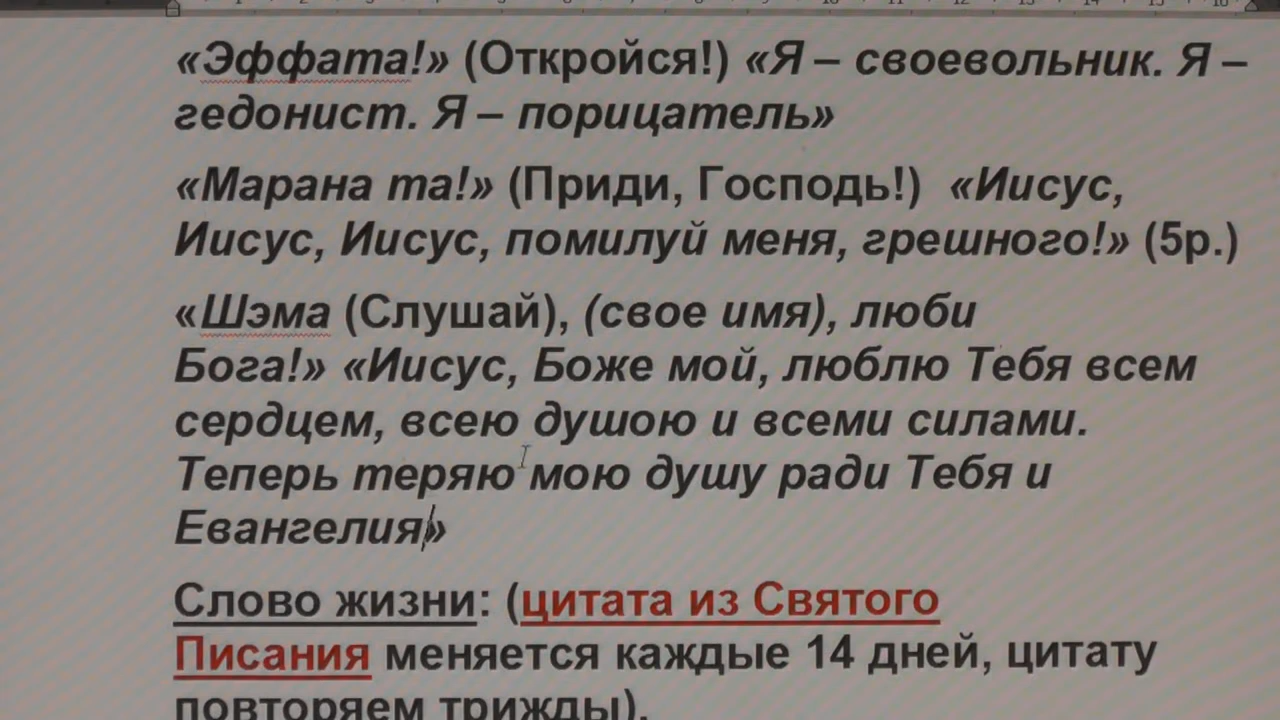 «Эффата!» (Откройся!) «Я – своевольник. Я –
гедонист. Я – порицатель»
«Марана та!» (Приди, Господь!) «Иисус,
Иисус, Иисус, помилуй меня, грешного!» (5р.)
«Шэма (Слушай), (свое имя), люби
Бога!» «Иисус, Боже мой, люблю Тебя всем
сердцем, всею душою и всеми силами.
Теперь теряю мою душу ради Тебя и
Евангелия»
Слово жизни: (цитата из Святого
Писания меняется каждые 14 дней, цитату
повторяем трижды).